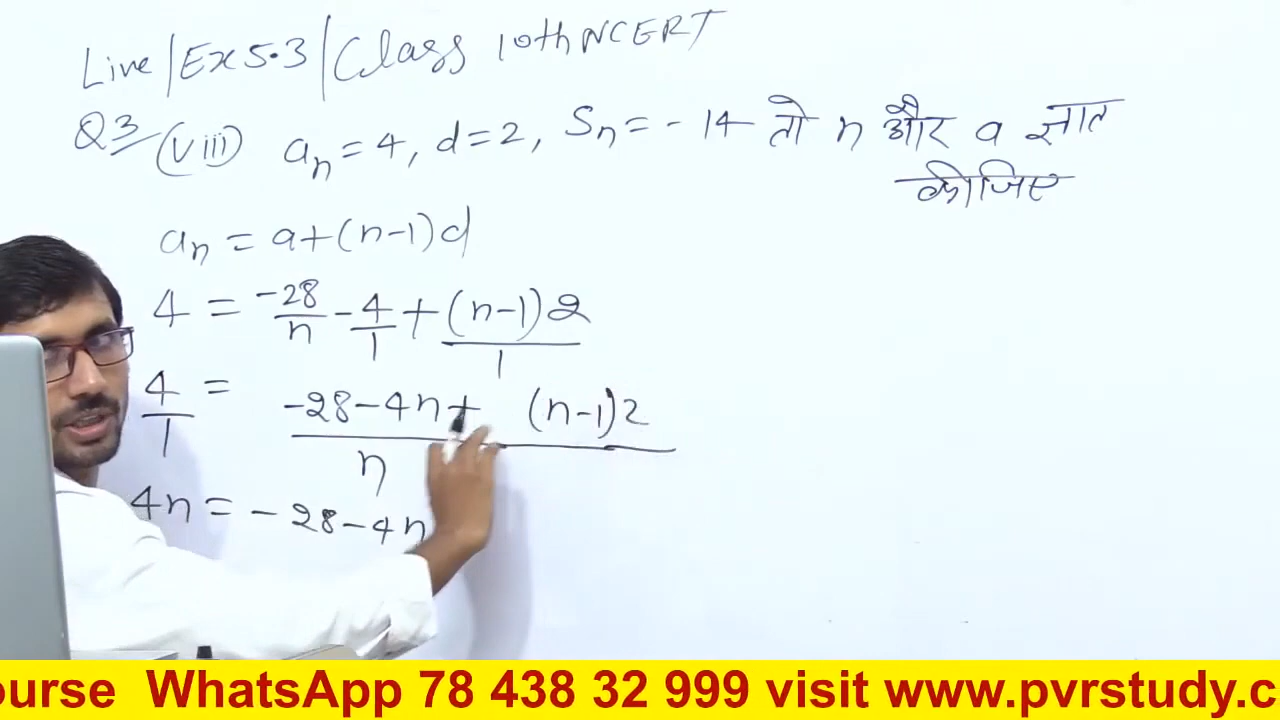 Live/Ex5.3/Class 10th NCERT
Q3 (viii) aₙ = 4, d = 2, Sₙ = - 14 तो n और a ज्ञात
कीजिए
aₙ = a + (n-1)d
4 = -28/n - 4/1 + (n-1)2/1
4/1 = -28-4n+ (n-1)2 / n
4n = -28-4n
ourse WhatsApp 78 438 32 999 visit www.pvrstudy.c